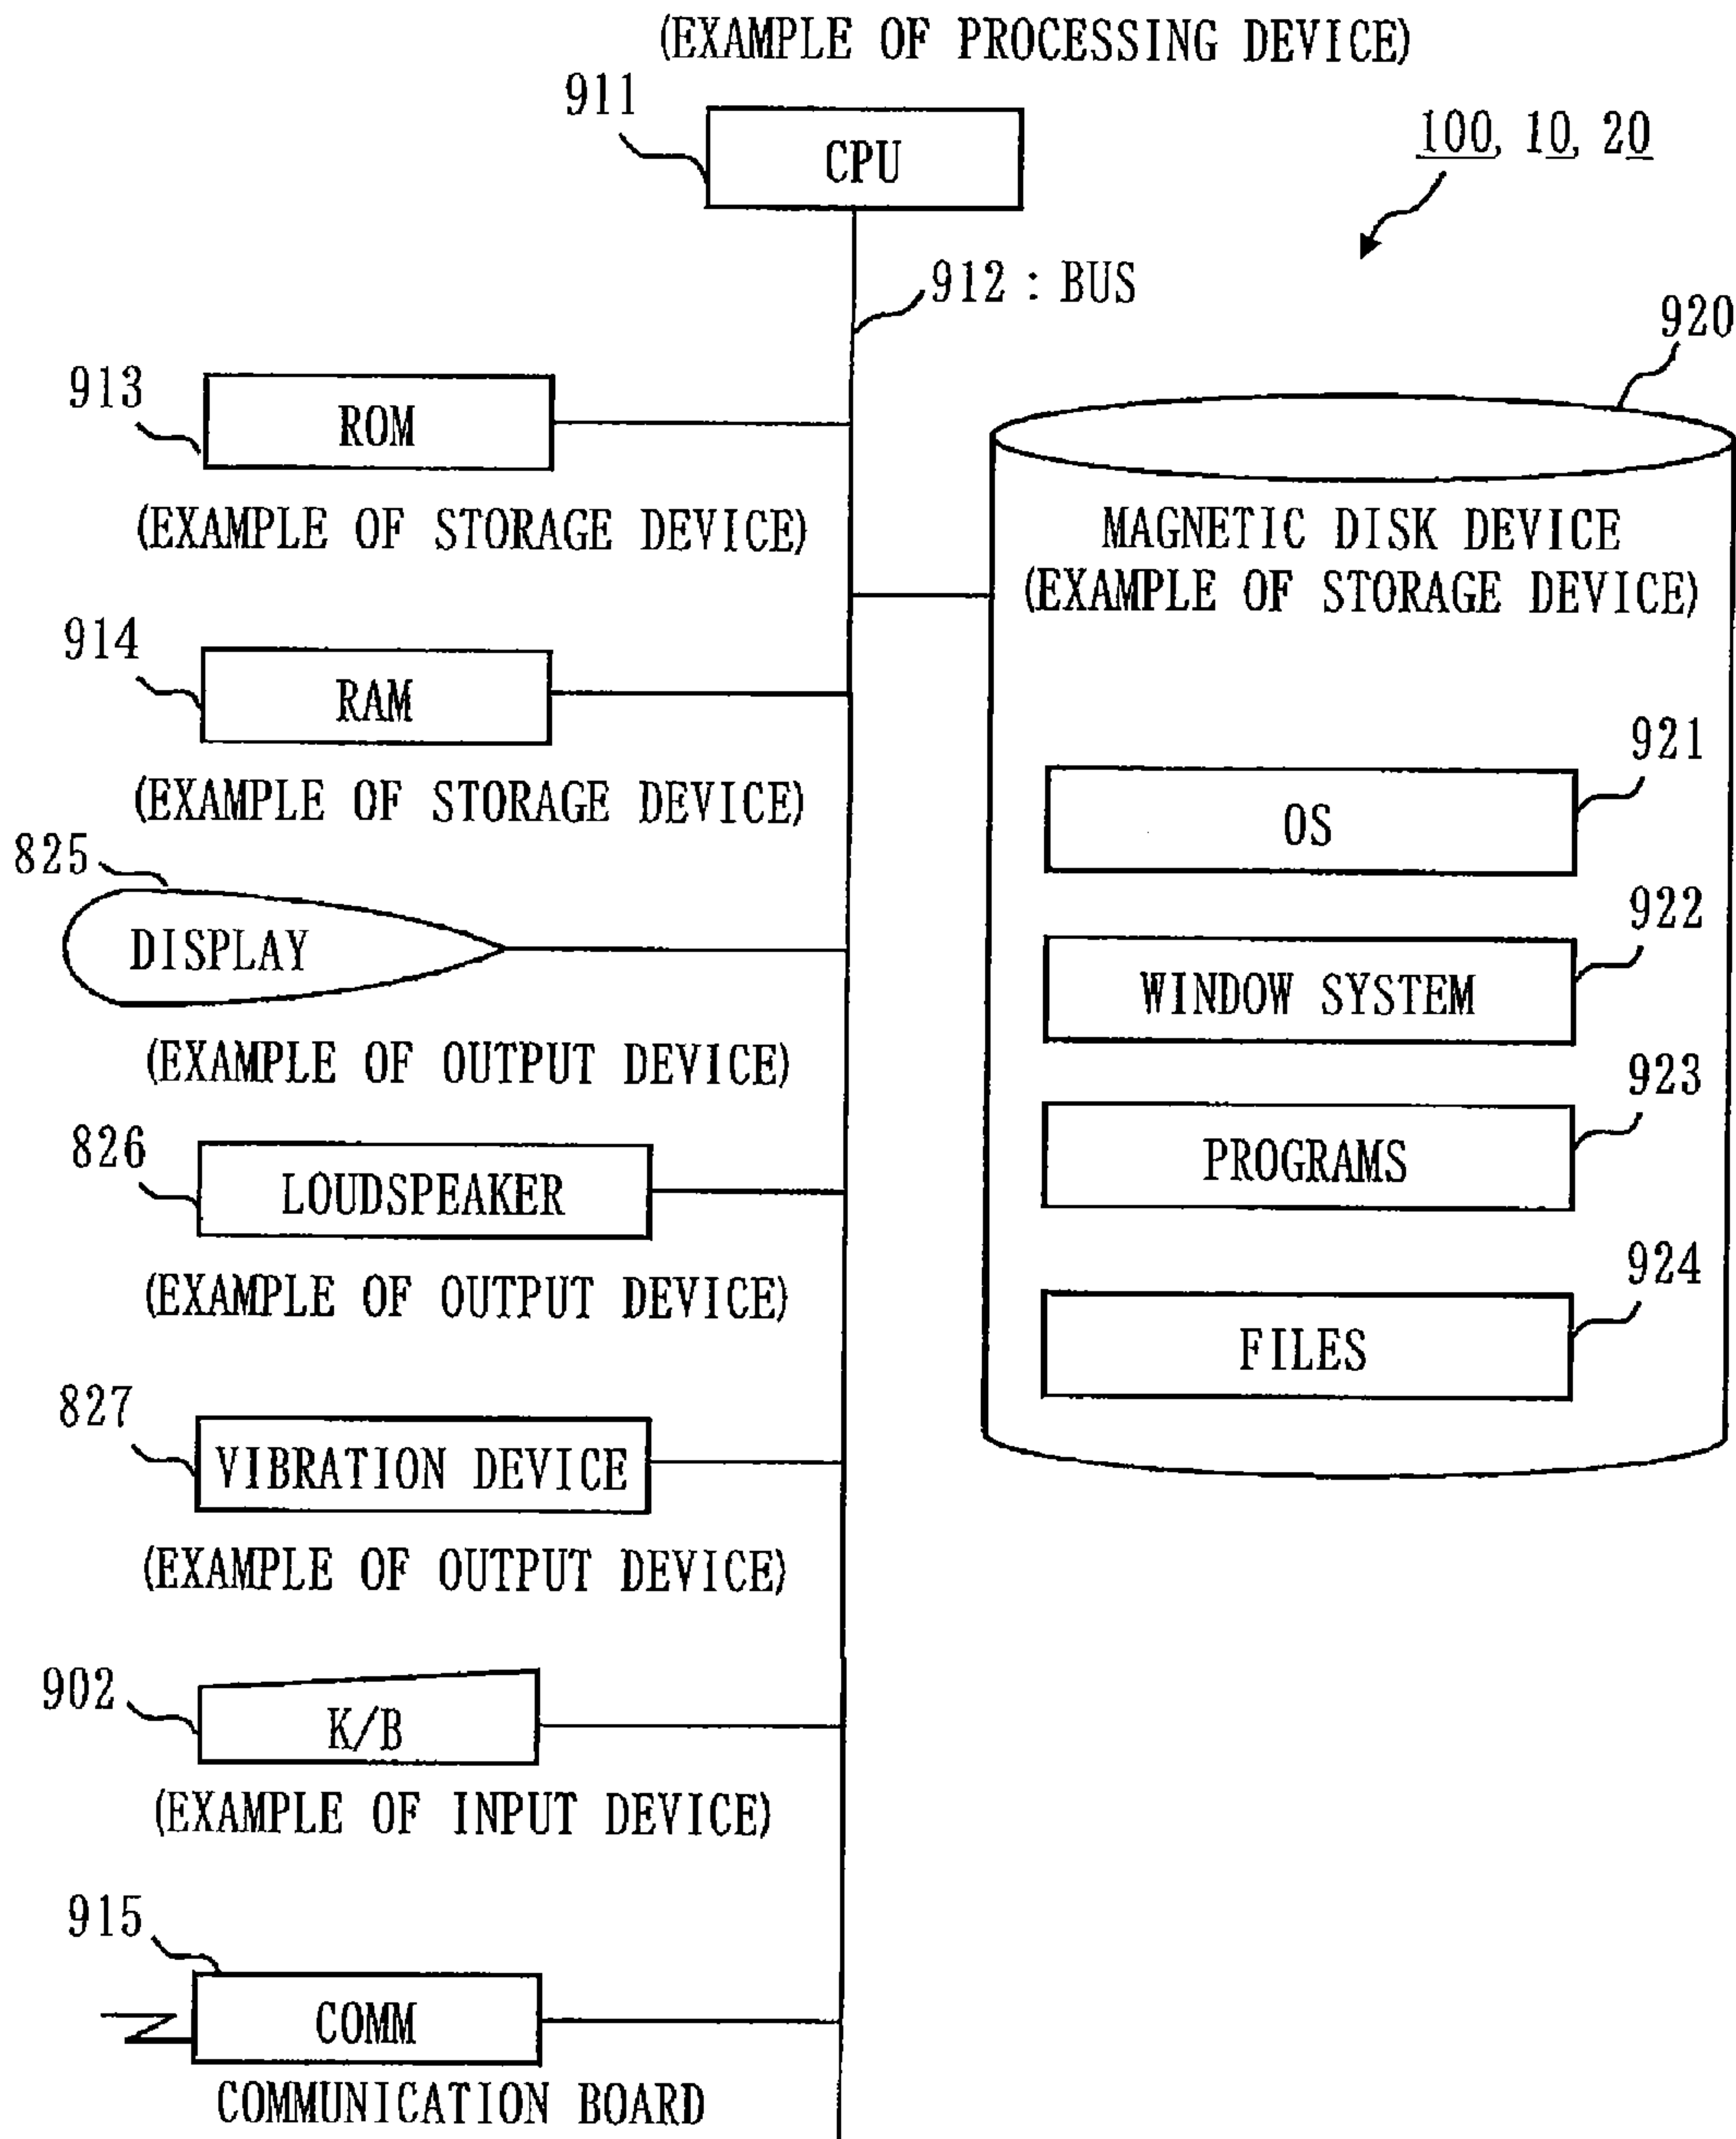 (EXAMPLE OF PROCESSING DEVICE)
911
CPU
100, 10, 20
912 : BUS
920
913
ROM
(EXAMPLE OF STORAGE DEVICE)
MAGNETIC DISK DEVICE
(EXAMPLE OF STORAGE DEVICE)
914
RAM
(EXAMPLE OF STORAGE DEVICE)
921
OS
825
DISPLAY
(EXAMPLE OF OUTPUT DEVICE)
922
WINDOW SYSTEM
923
PROGRAMS
826
LOUDSPEAKER
(EXAMPLE OF OUTPUT DEVICE)
924
FILES
827
VIBRATION DEVICE
(EXAMPLE OF OUTPUT DEVICE)
902
K/B
(EXAMPLE OF INPUT DEVICE)
915
COMM
COMMUNICATION BOARD